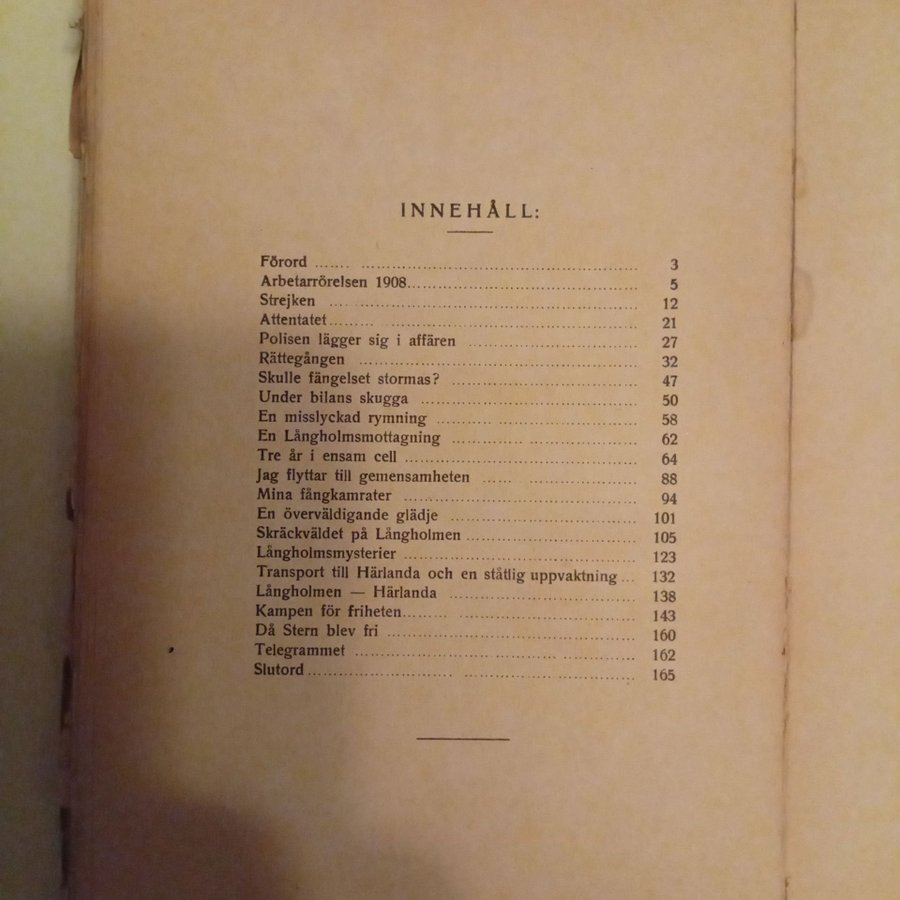 INNEHÅLL:
Förord ....... ................................................ 3
Arbetarrörelsen 1908........................................ 5
Strejken .... ................................................ 12
Attentatet......... .......................................... 21
Polisen lägger sig i affären ............................... 27
Rättegången ................................................. 32
Skulle fängelset stormas? .................................. 47
Under bilans skugga ........................................ 50
En misslyckad rymning ........... ......................... 58
En Långholmsmottagning .............. .................... 62
Tre år i ensam cell .......................................... 64
Jag flyttar till gemensamheten ...... .................... 88
Mina fångkamrater .......................................... 94
En överväldigande glädje .................................. 101
Skräckväldet på Långholmen ............................... 105
Långholmsmysterier .......................................... 123
Transport till Härlanda och en ståtlig uppvaktning ... 132
Långholmen — Härlanda .................................... 138
Kampen för friheten......... ............................... 143
Då Stern blev fri ............................................. 160
Telegrammet ......................... ...................... 162
Slutord............................ ........................... 165